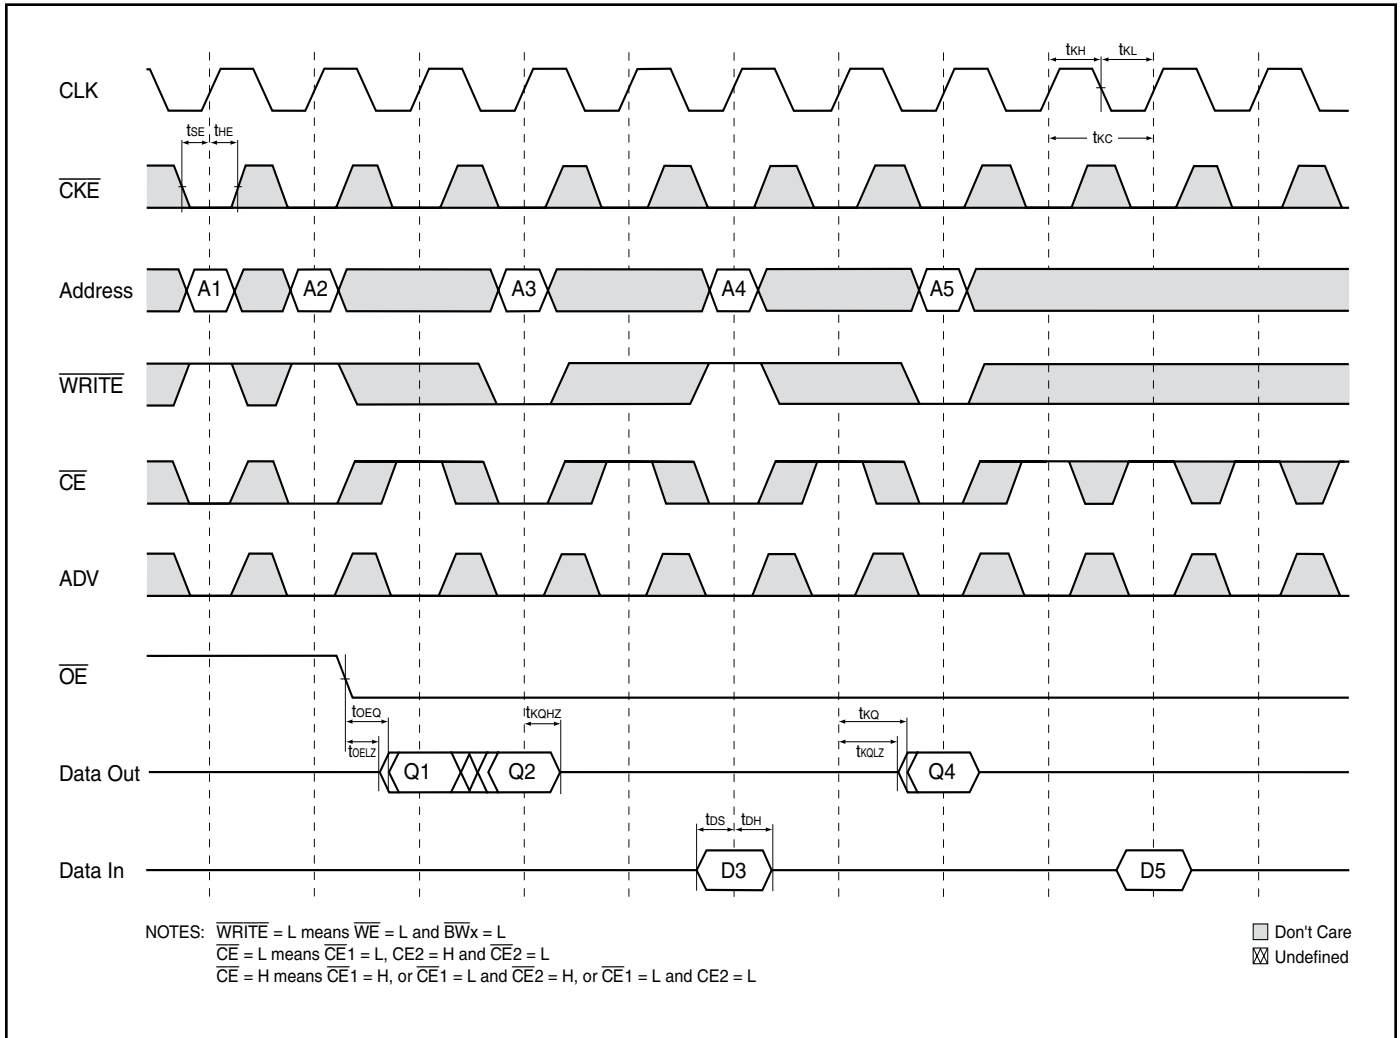 tKH tKL
CLK
tSE tHE
tKC
CKE
Address A1 A2 A3 A4 A5
WRITE
CE
ADV
OE
tOEQ tKQHZ tKQ
tOELZ tKQLZ
Data Out Q1 Q2 Q4
tDS tDH
Data In D3 D5
NOTES: WRITE = L means WE = L and BWx = L
CE = L means CE1 = L, CE2 = H and CE2 = L
CE = H means CE1 = H, or CE1 = L and CE2 = H, or CE1 = L and CE2 = L
Don't Care
Undefined